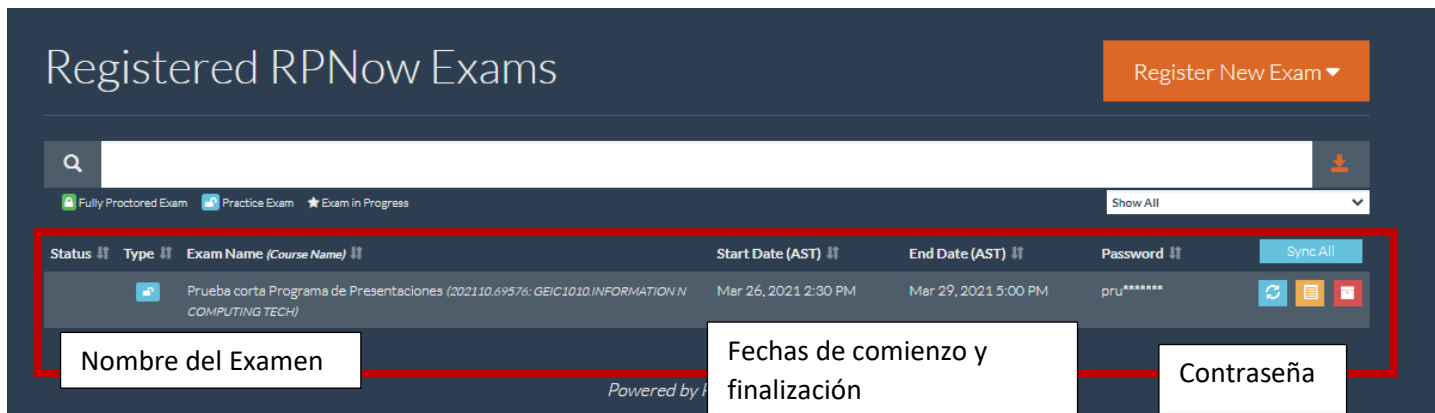 Registered RPNow Exams
Register New Exam
Fully Proctored Exam Practice Exam Exam in Progress
Show All
Status Type Exam Name (Course Name) Start Date (AST) End Date (AST) Password Sync All
Prueba corta Programa de Presentaciones (202110.69576: GEIC1010.INFORMATION N Mar 26, 2021 2:30 PM Mar 29, 2021 5:00 PM pru*******
COMPUTING TECH)
Nombre del Examen
Fechas de comienzo y
finalización
Contraseña
Powered by